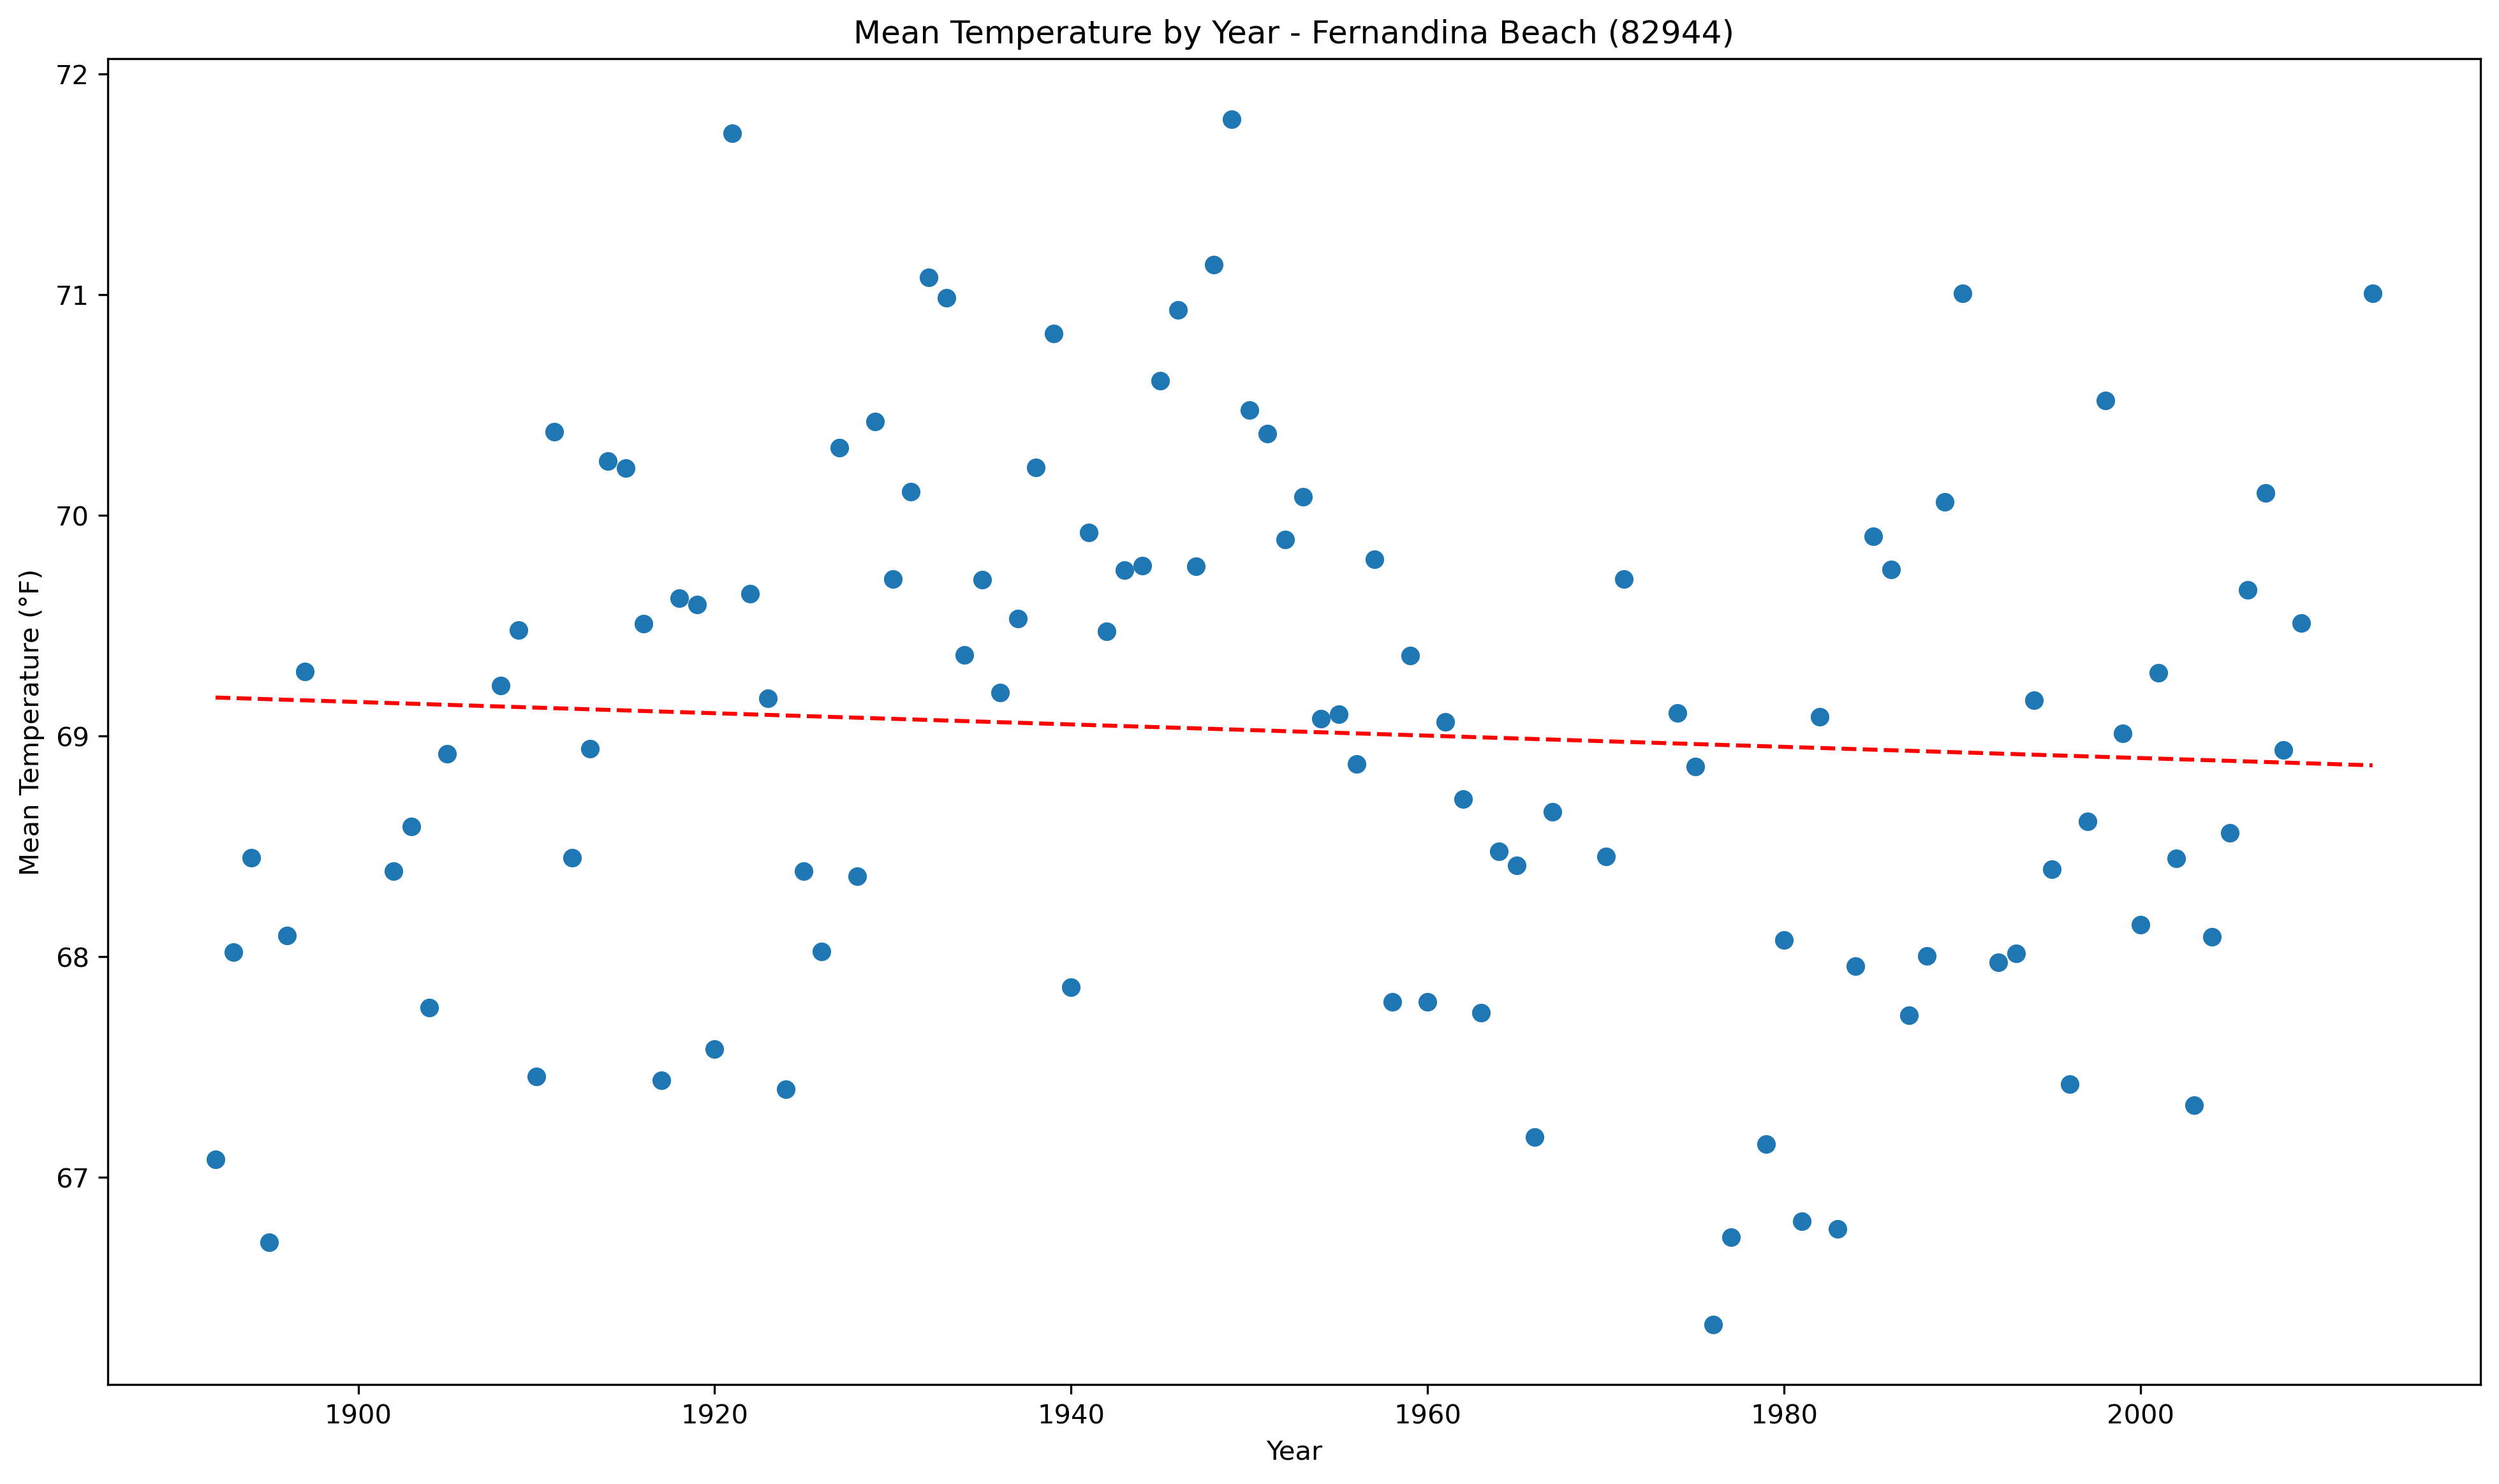 Mean Temperature by Year - Fernandina Beach (82944)
72
71
70
69
68
67
Mean Temperature (°F)
1900 1920 1940 1960 1980 2000
Year